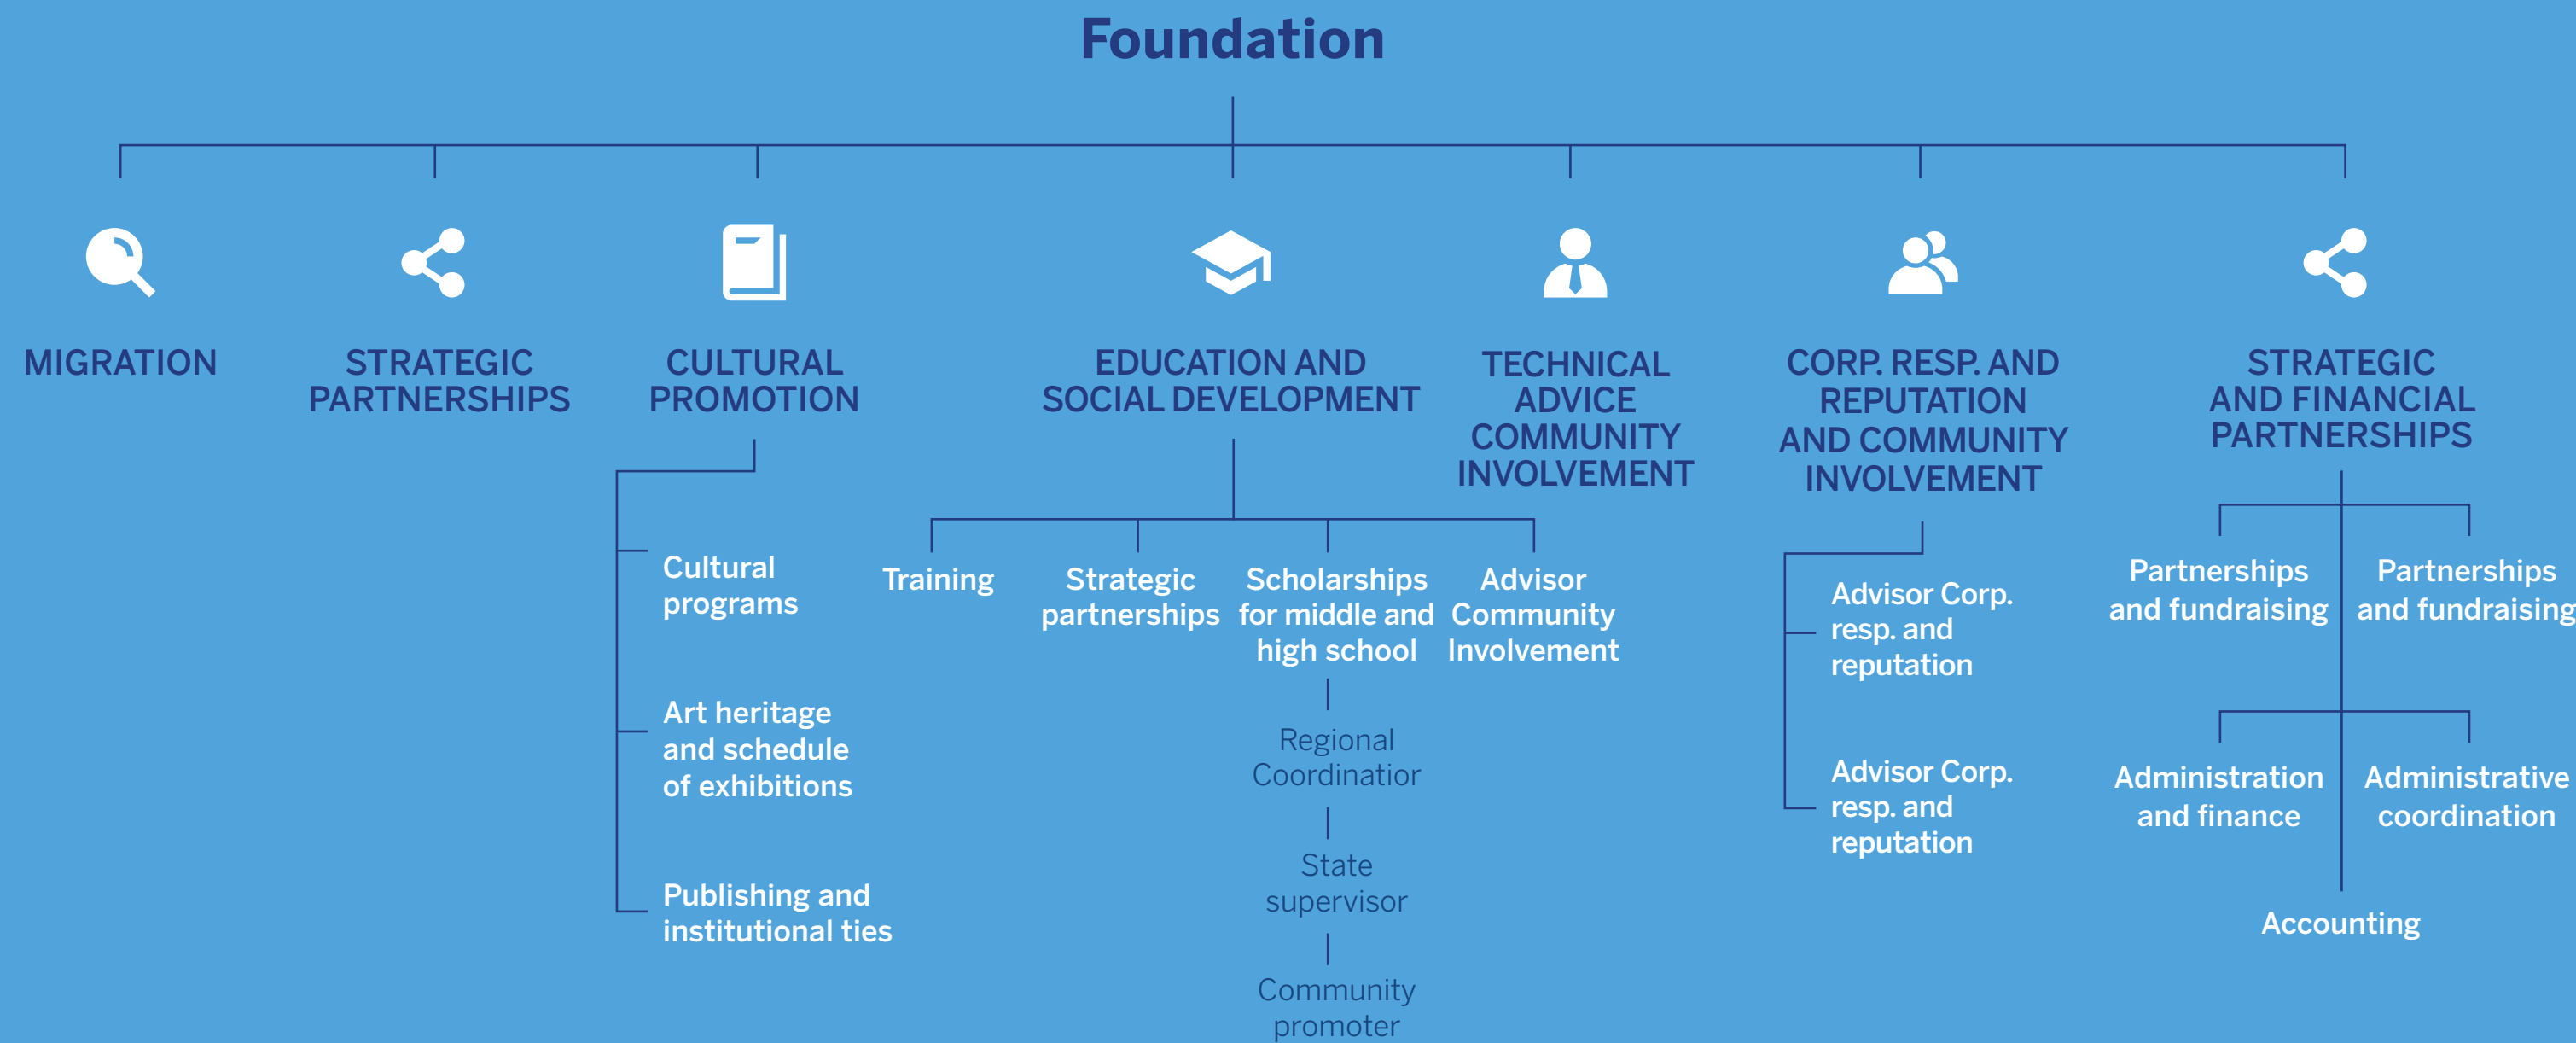 Foundation
MIGRATION
STRATEGIC
PARTNERSHIPS
CULTURAL
PROMOTION
Cultural
programs
Art heritage
and schedule
of exhibitions
Publishing and
institutional ties
EDUCATION AND
SOCIAL DEVELOPMENT
Training
Strategic
partnerships
Scholarships
for middle and
high school
Regional
Coordinatior
State
supervisor
Community
promoter
Advisor
Community
Involvement
TECHNICAL
ADVICE
COMMUNITY
INVOLVEMENT
CORP. RESP. AND
REPUTATION
AND COMMUNITY
INVOLVEMENT
Advisor Corp.
resp. and
reputation
Advisor Corp.
resp. and
reputation
STRATEGIC
AND FINANCIAL
PARTNERSHIPS
Partnerships
and fundraising
Partnerships
and fundraising
Administration
and finance
Administrative
coordination
Accounting